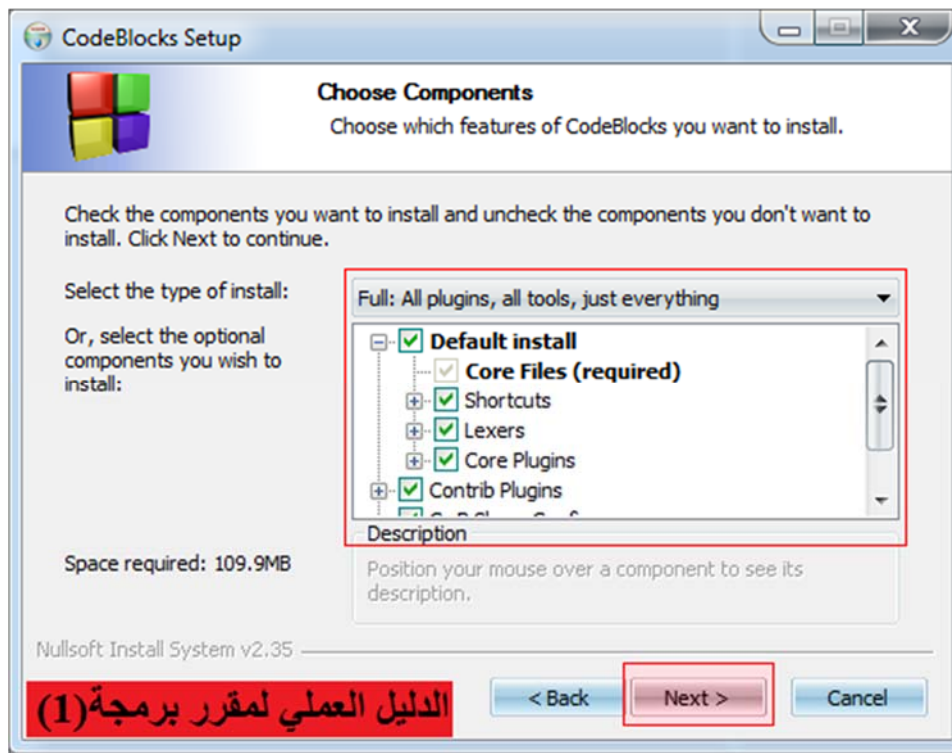 CodeBlocks Setup
Choose Components
Choose which features of CodeBlocks you want to install.
Check the components you want to install and uncheck the components you don't want to
install. Click Next to continue.
Select the type of install:
Full: All plugins, all tools, just everything
Or, select the optional
components you wish to
install:
Default install
Core Files (required)
Shortcuts
Lexers
Core Plugins
Contrib Plugins
Description
Space required: 109.9MB
Position your mouse over a component to see its
description.
Nullsoft Install System v2.35
الدليل العملي لمقرر برمجة(1)
< Back
Next >
Cancel